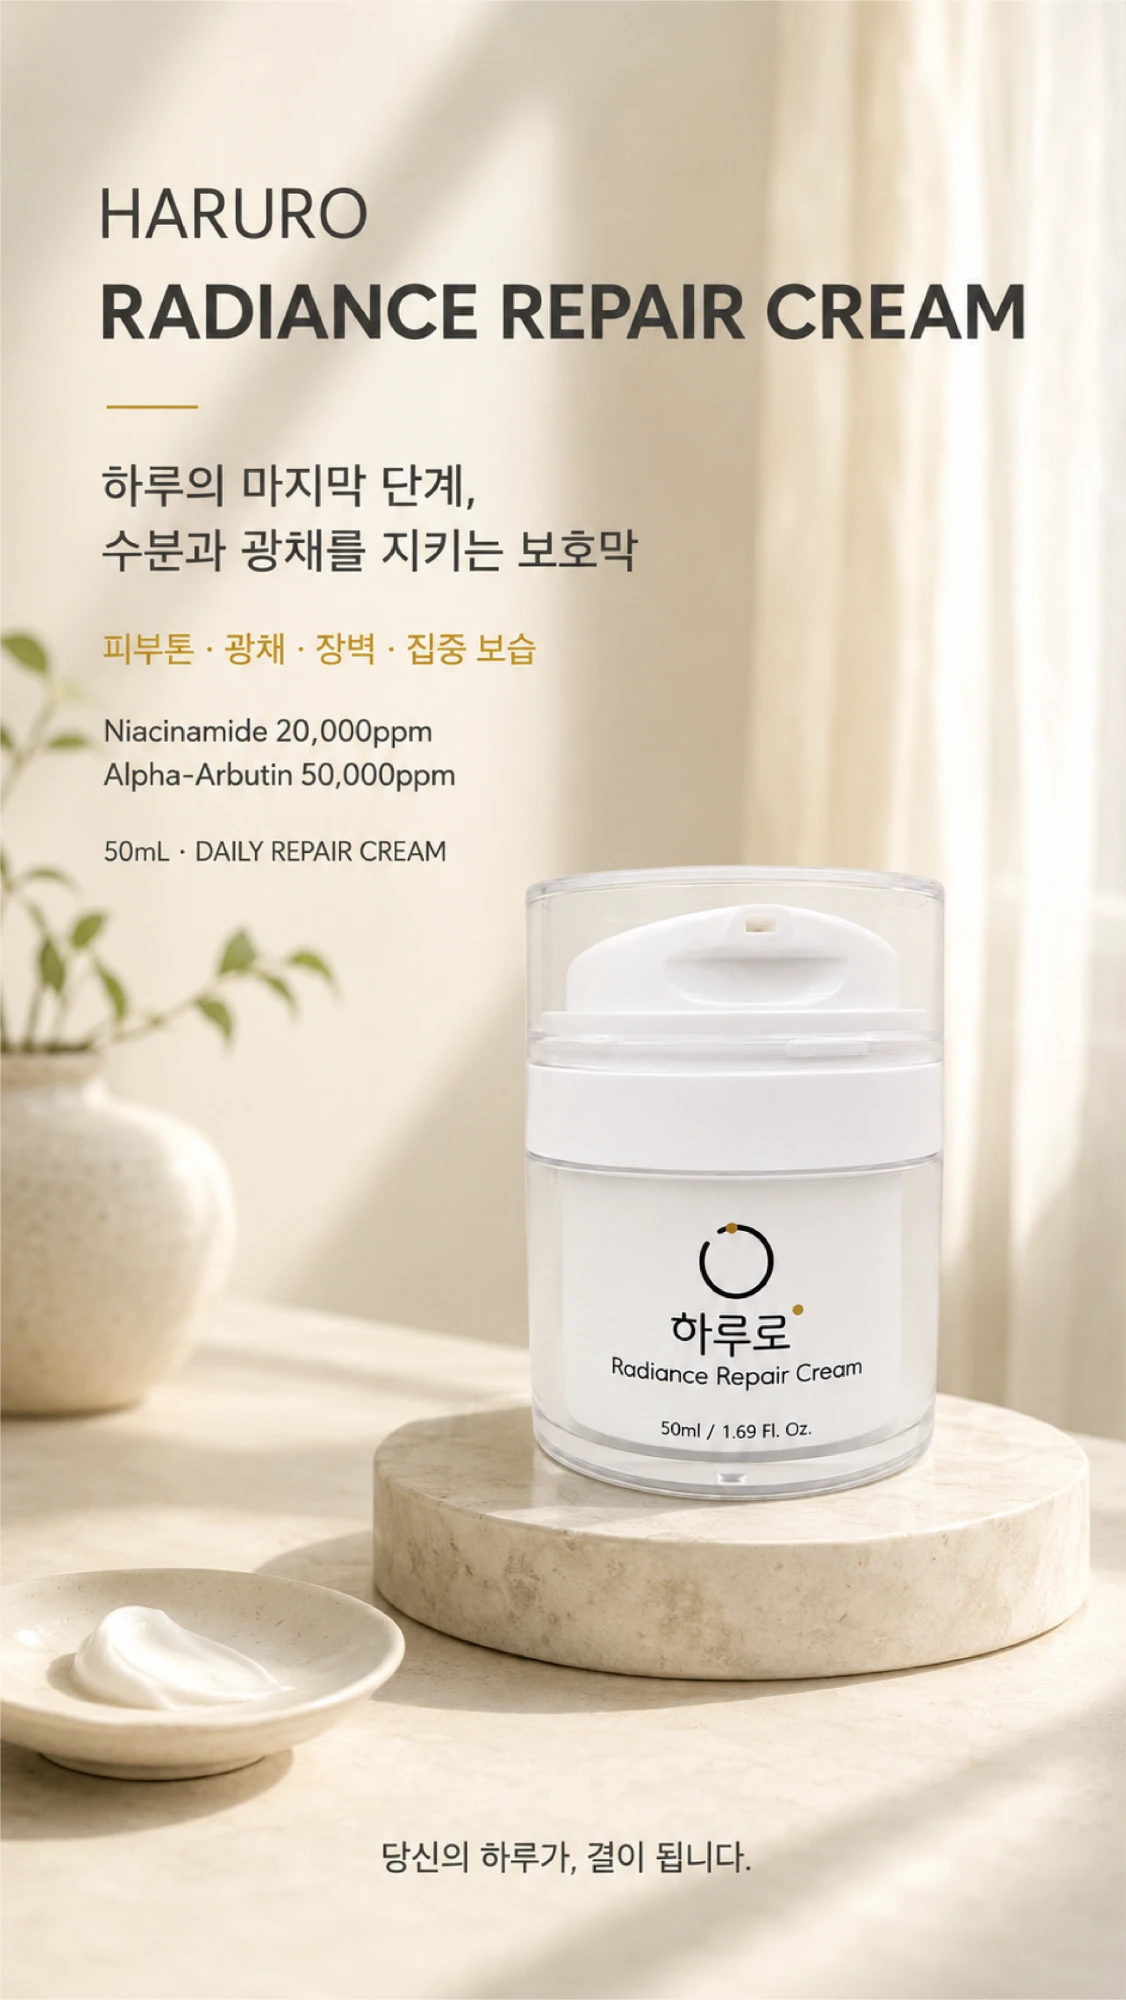 HARURO
RADIANCE REPAIR CREAM
하루의 마지막 단계,
수분과 광채를 지키는 보호막
피부톤 · 광채 · 장벽 · 집중 보습
Niacinamide 20,000ppm
Alpha-Arbutin 50,000ppm
50mL · DAILY REPAIR CREAM
하루로
Radiance Repair Cream
50ml / 1.69 Fl. Oz.
당신의 하루가, 결이 됩니다.